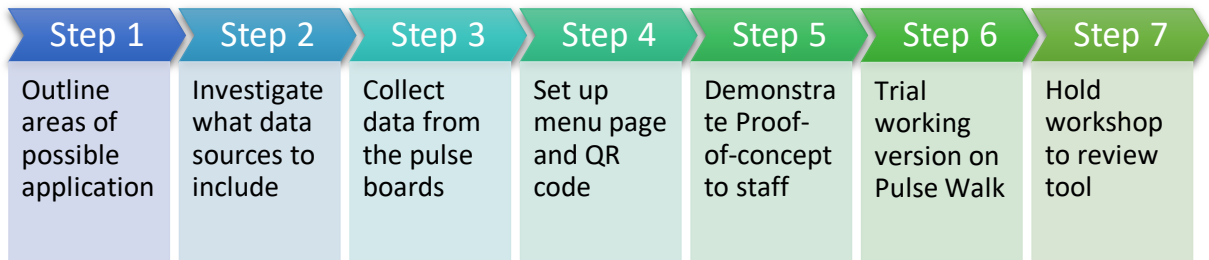 Step 1
Outline
areas of
possible
application
Step 2
Investigate
what data
sources to
include
Step 3
Collect
data from
the pulse
boards
Step 4
Set up
menu page
and QR
code
Step 5
Demonstra
te Proof-
of-concept
to staff
Step 6
Trial
working
version on
Pulse Walk
Step 7
Hold
workshop
to review
tool